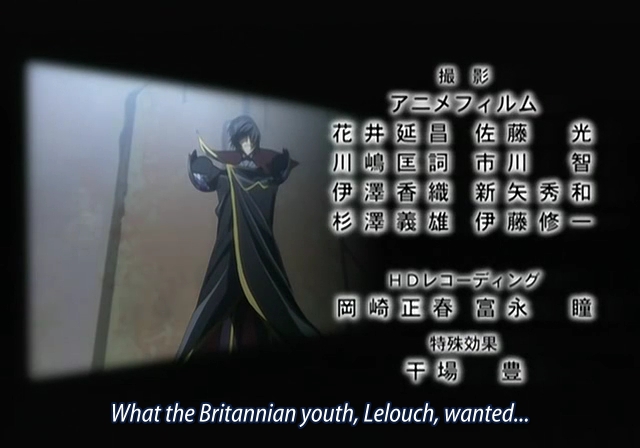 撮 影
アニメフィルム
花井延昌 佐藤 光
川嶋匡詞 市川 智
伊澤香織 新矢秀和
杉澤義雄 伊藤修一
HDレコーディング
岡崎正春 富永 瞳
特殊効果
干場 豊
What the Britannian youth, Lelouch, wanted...